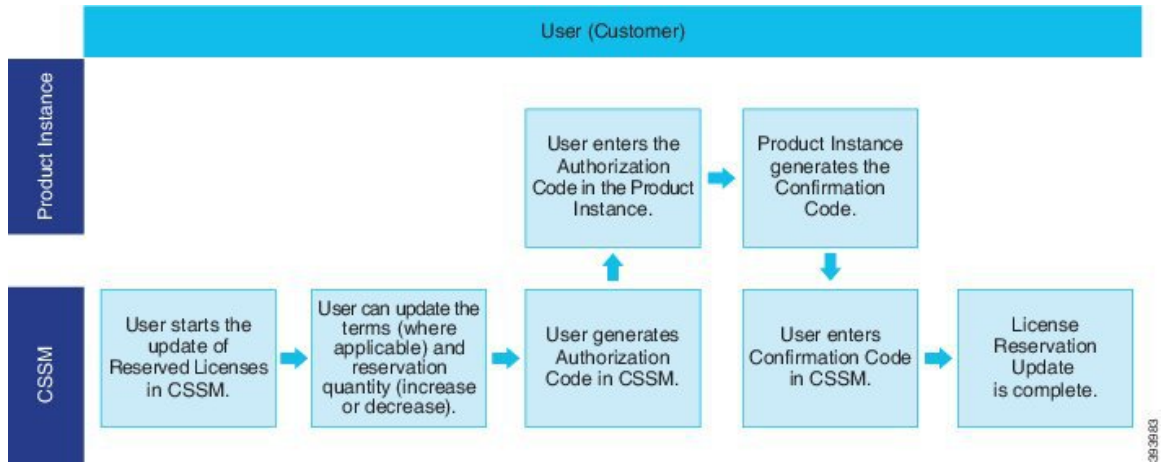 User (Customer)
Product Instance
User enters the
Authorization
Code in the Product
Instance.
Product Instance
generates the
Confirmation
Code.
CSSM
User starts the
update of
Reserved Licenses
in CSSM.
User can update the
terms (where
applicable) and
reservation
quantity (increase
or decrease).
User generates
Authorization
Code in CSSM.
User enters
Confirmation Code
in CSSM.
License
Reservation
Update
is complete.
393983